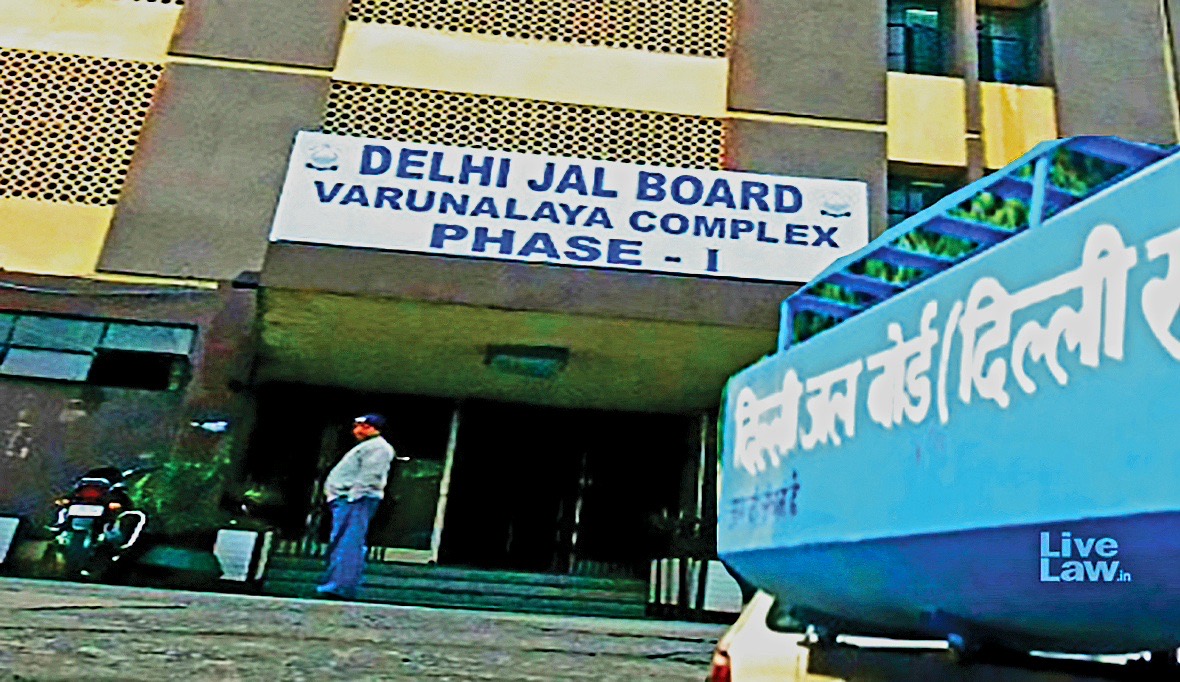 DELHI JAL BOARD
VARUNALAYA COMPLEX
PHASE - I
दिल्ली जल बोर्ड (दिल्ली
Live
Law.in